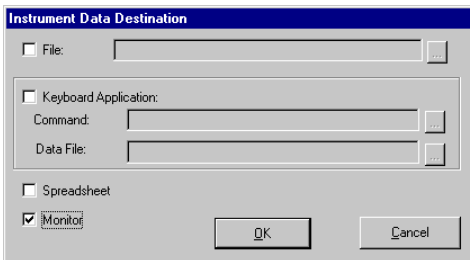 Instrument Data Destination
File:
...
Keyboard Application:
Command:
...
Data File:
...
Spreadsheet
Monitor
OK
Cancel